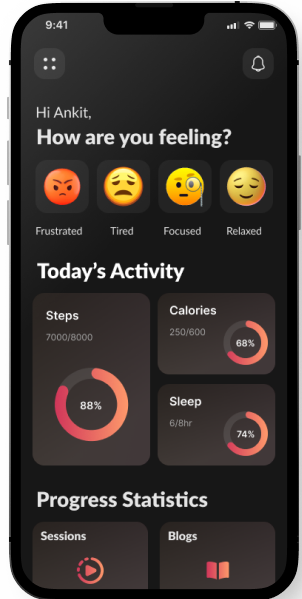 9:41
Hi Ankit,
How are you feeling?
Frustrated Tired Focused Relaxed
Today's Activity
Steps
7000/8000
88%
Calories
250/600
68%
Sleep
6/8hr
74%
Progress Statistics
Sessions Blogs